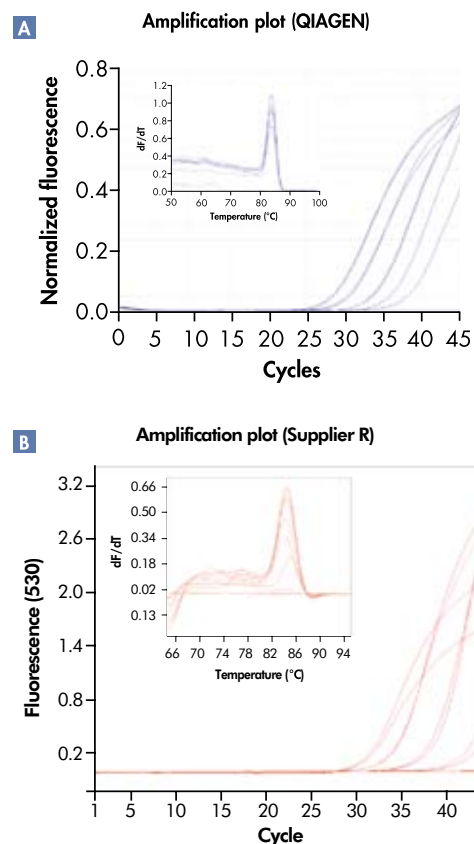 A
Amplification plot (QIAGEN)
Normalized fluorescence
0.8
0.6
0.4
0.2
0.0
dF/dT
1.2
1.0
0.8
0.6
0.4
0.2
0.0
50 60 70 80 90 100
Temperature (°C)
0 5 10 15 20 25 30 35 40 45
Cycles
B
Amplification plot (Supplier R)
Fluorescence (530)
3.2
2.6
2.0
1.4
0.8
0.2
dF/dT
0.66
0.50
0.34
0.18
0.02
0.13
66 70 74 78 82 86 90 94
Temperature (°C)
1 5 10 15 20 25 30 35 40
Cycle